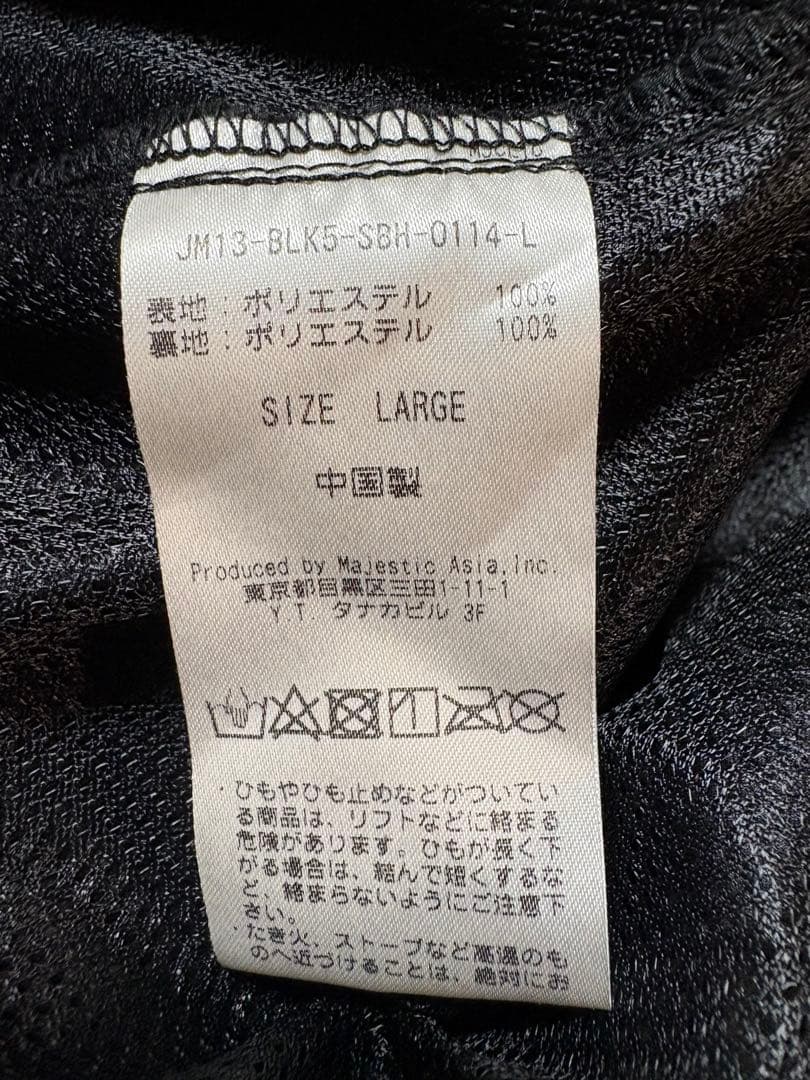 JM13-BLK5-SBH-0114-L
表地：ポリエステル 100%
裏地：ポリエステル 100%
SIZE LARGE
中国製
Produced by Majestic Asia,Inc.
東京都目黒区三田1-11-1
Y.T. タナカビル 3F
・ひもやひも止めなどがついてい
る商品は、リフトなどに絡まる
危険があります。ひもが長く下
がる場合は、結んで短くするな
ど、絡まらないようにご注意下
さい。
・たき火、ストーブなど高温のも
のへ近づけることは、絶対にお